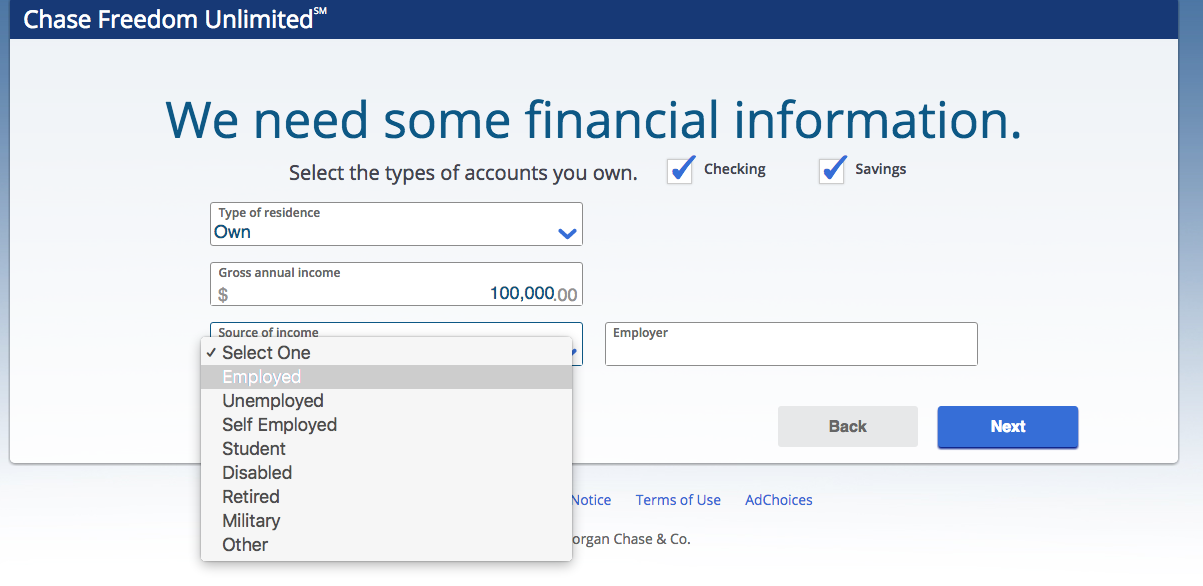 Chase Freedom Unlimited℠
We need some financial information.
Select the types of accounts you own. Checking Savings
Type of residence
Own
Gross annual income
$ 100,000.00
Source of income Employer
✓ Select One
Employed
Unemployed
Self Employed
Student
Disabled
Retired
Military
Other
Back Next
Notice Terms of Use AdChoices
organ Chase & Co.